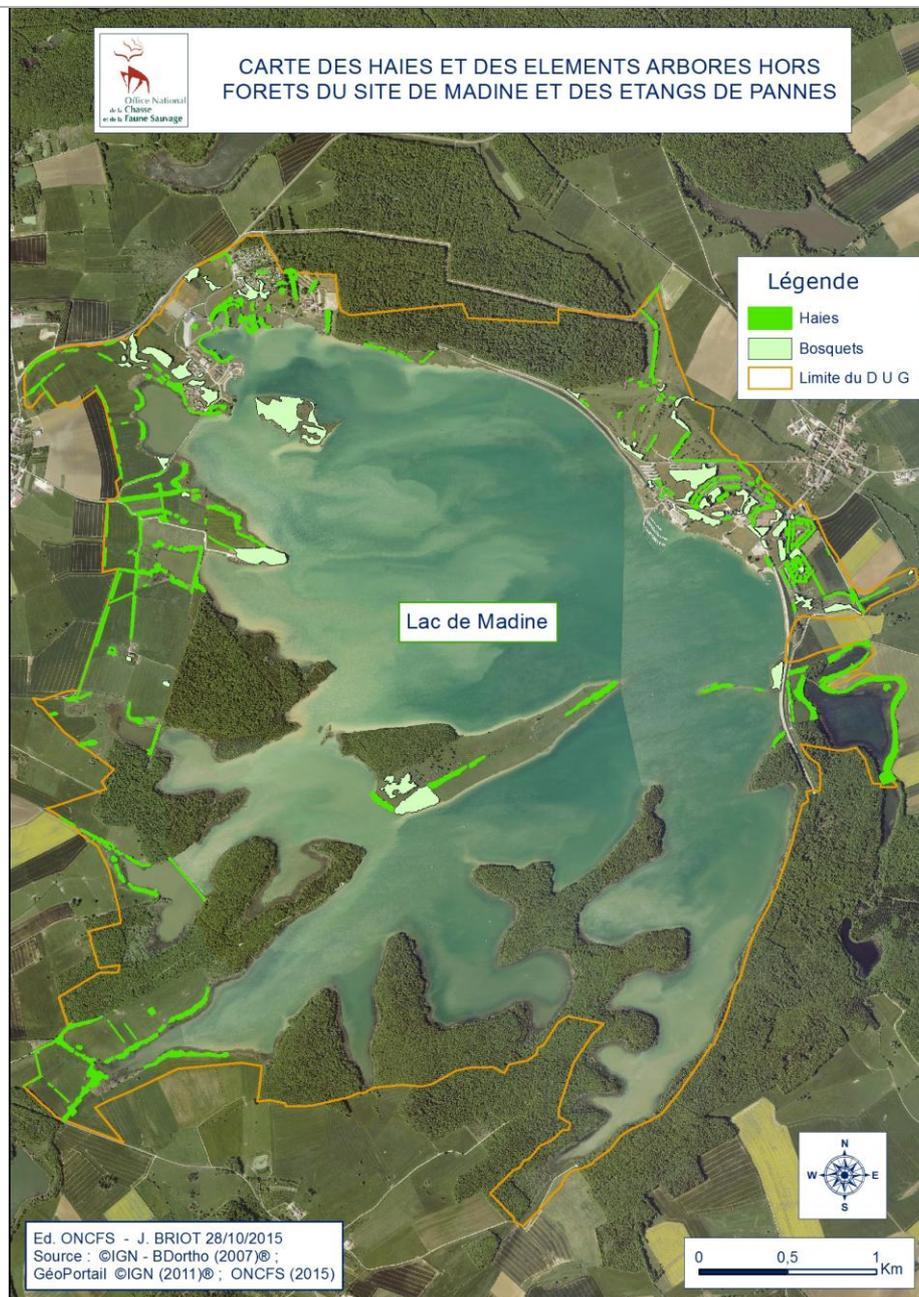 Office National
de la Chasse
et de la Faune Sauvage
CARTE DES HAIES ET DES ELEMENTS ARBORES HORS
FORETS DU SITE DE MADINE ET DES ETANGS DE PANNES
Légende
Haies
Bosquets
Limite du D U G
Lac de Madine
N
W E
S
Ed. ONCFS - J. BRIOT 28/10/2015
Source : ©IGN - BDortho (2007)® ;
GéoPortail ©IGN (2011)® ; ONCFS (2015)
0 0,5 1
Km